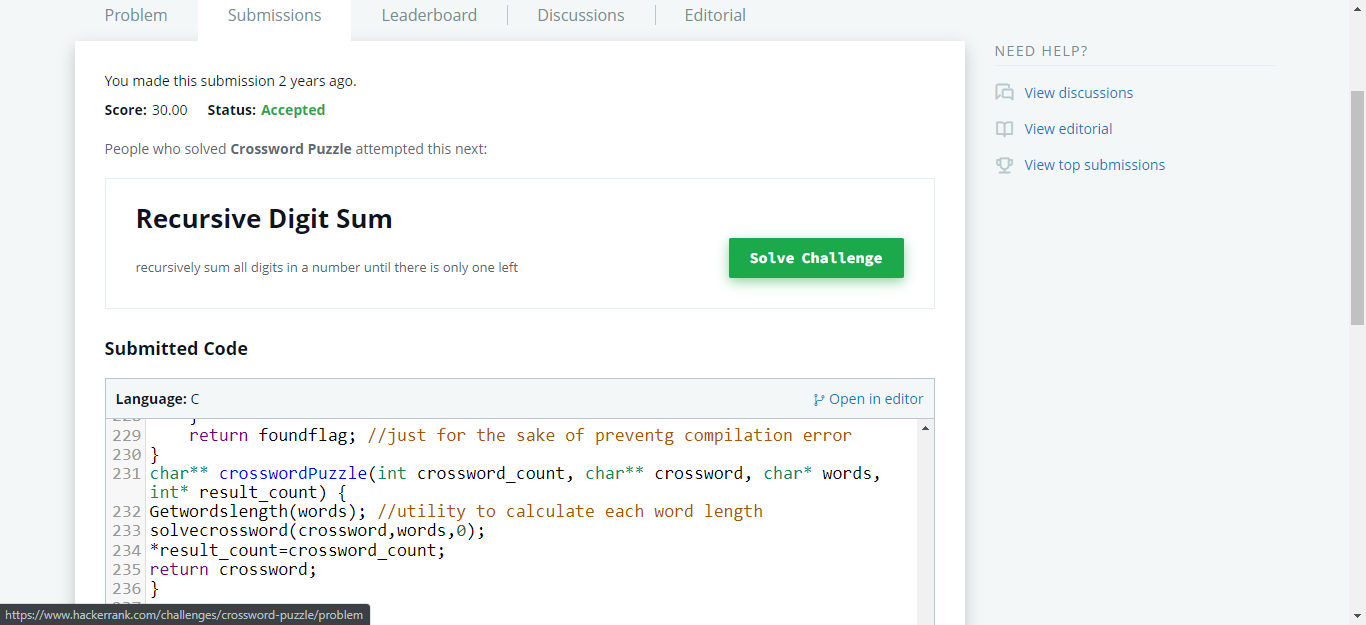 Problem
Submissions
Leaderboard
Discussions
Editorial
You made this submission 2 years ago.
Score: 30.00 Status: Accepted
People who solved Crossword Puzzle attempted this next:
Recursive Digit Sum
recursively sum all digits in a number until there is only one left
Solve Challenge
Submitted Code
Language: C
Open in editor
229 return foundflag; //just for the sake of preventg compilation error
230 }
231 char** crosswordPuzzle(int crossword_count, char** crossword, char* words,
int* result_count) {
232 Getwordslength(words); //utility to calculate each word length
233 solvecrossword(crossword,words,0);
234 *result_count=crossword_count;
235 return crossword;
236 }
NEED HELP?
View discussions
View editorial
View top submissions
https://www.hackerrank.com/challenges/crossword-puzzle/problem